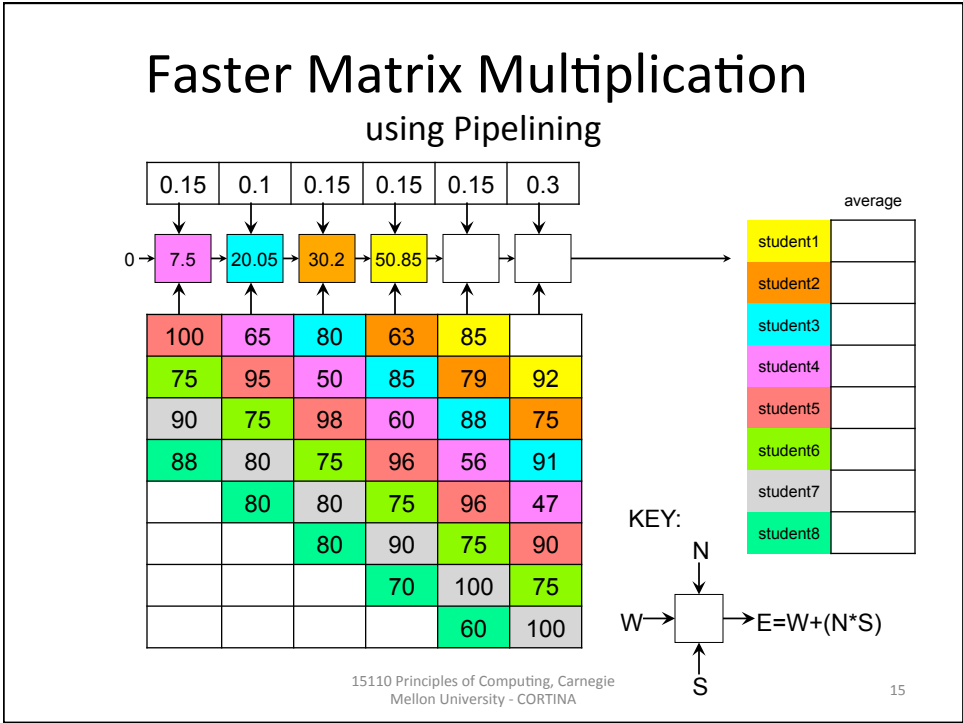 Faster Matrix Multiplication
using Pipelining
0.15 0.1 0.15 0.15 0.15 0.3
0 7.5 20.05 30.2 50.85
100 65 80 63 85
75 95 50 85 79 92
90 75 98 60 88 75
88 80 75 96 56 91
80 80 75 96 47
80 90 75 90
70 100 75
60 100
average
student1
student2
student3
student4
student5
student6
student7
student8
KEY:
N
W E=W+(N*S)
S
15110 Principles of Computing, Carnegie
Mellon University - CORTINA
15